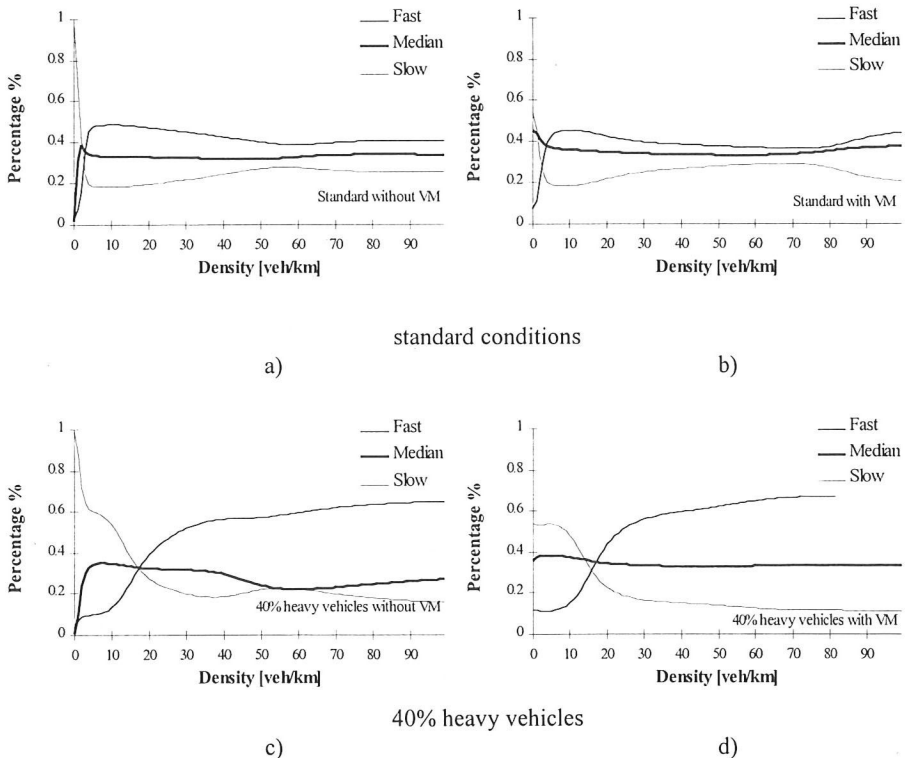 1
0.8
0.6
0.4
0.2
0
Percentage %
Fast
Median
Slow
Standard without VM
0 10 20 30 40 50 60 70 80 90
Density [veh/km]
1
0.8
0.6
0.4
0.2
0
Percentage %
Fast
Median
Slow
Standard with VM
0 10 20 30 40 50 60 70 80 90
Density [veh/km]
standard conditions
a)
b)
1
0.8
0.6
0.4
0.2
0
Percentage %
Fast
Median
Slow
40% heavy vehicles without VM
0 10 20 30 40 50 60 70 80 90
Density [veh/km]
1
0.8
0.6
0.4
0.2
0
Percentage %
Fast
Median
Slow
40% heavy vehicles with VM
0 10 20 30 40 50 60 70 80 90
Density [veh/km]
40% heavy vehicles
c)
d)